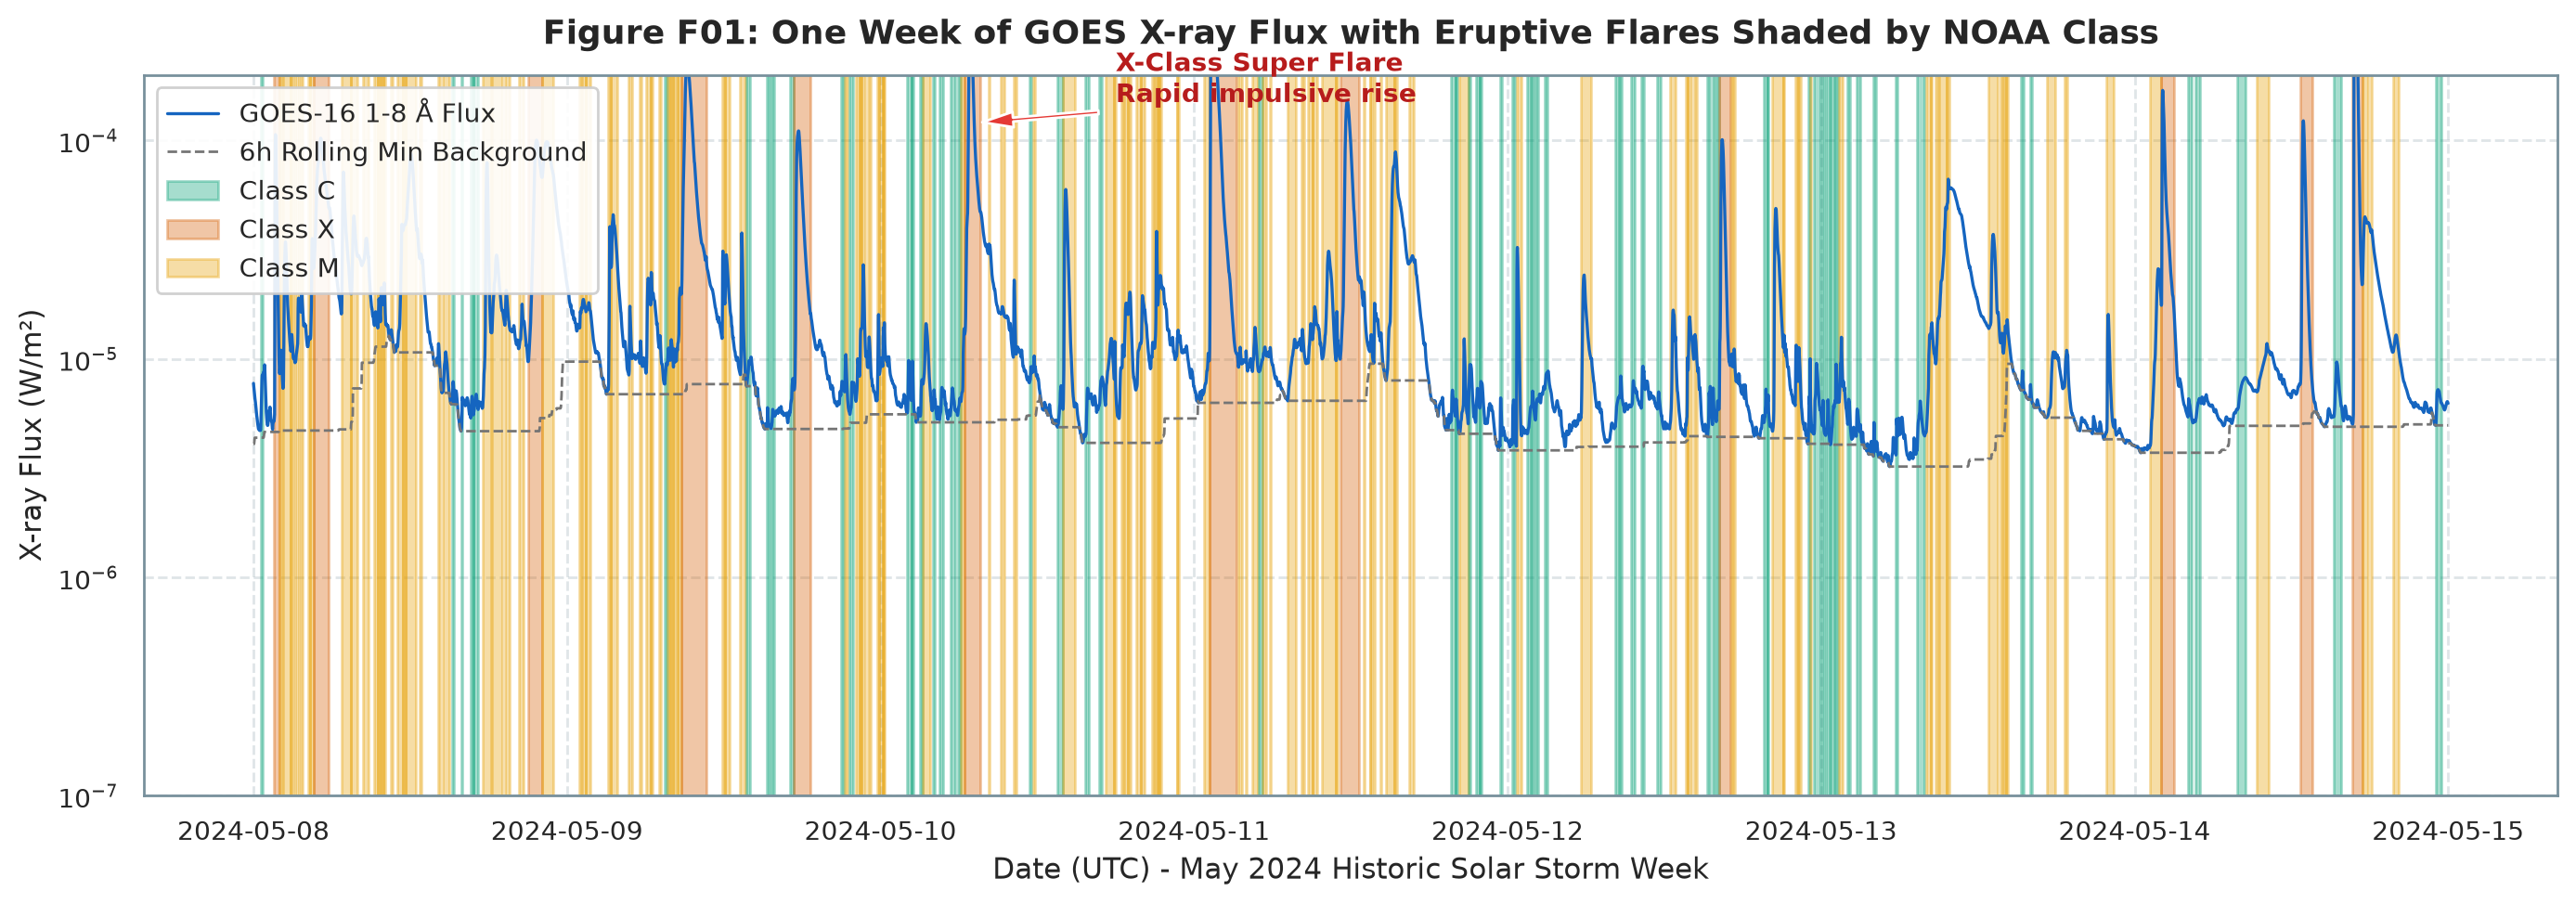 Figure F01: One Week of GOES X-ray Flux with Eruptive Flares Shaded by NOAA Class
X-Class Super Flare
Rapid impulsive rise
GOES-16 1-8 Å Flux
6h Rolling Min Background
Class C
Class X
Class M
X-ray Flux (W/m²)
10⁻⁴
10⁻⁵
10⁻⁶
10⁻⁷
2024-05-08 2024-05-09 2024-05-10 2024-05-11 2024-05-12 2024-05-13 2024-05-14 2024-05-15
Date (UTC) - May 2024 Historic Solar Storm Week